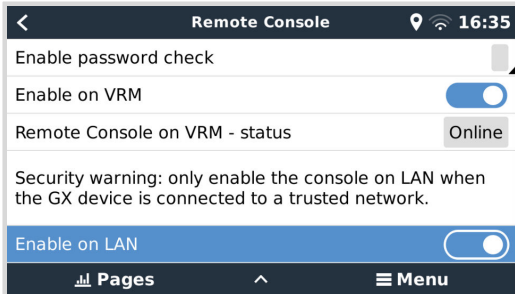 Remote Console 16:35
Enable password check
Enable on VRM
Remote Console on VRM - status Online
Security warning: only enable the console on LAN when
the GX device is connected to a trusted network.
Enable on LAN
Pages Menu